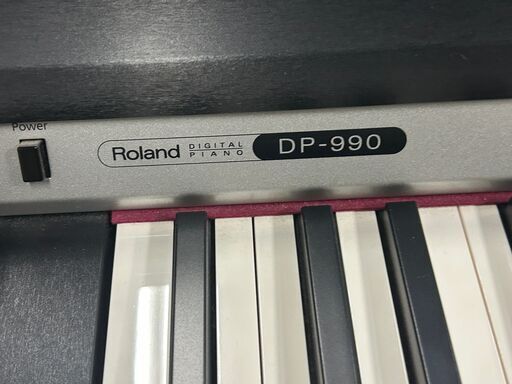 Power
Roland DIGITAL PIANO DP-990